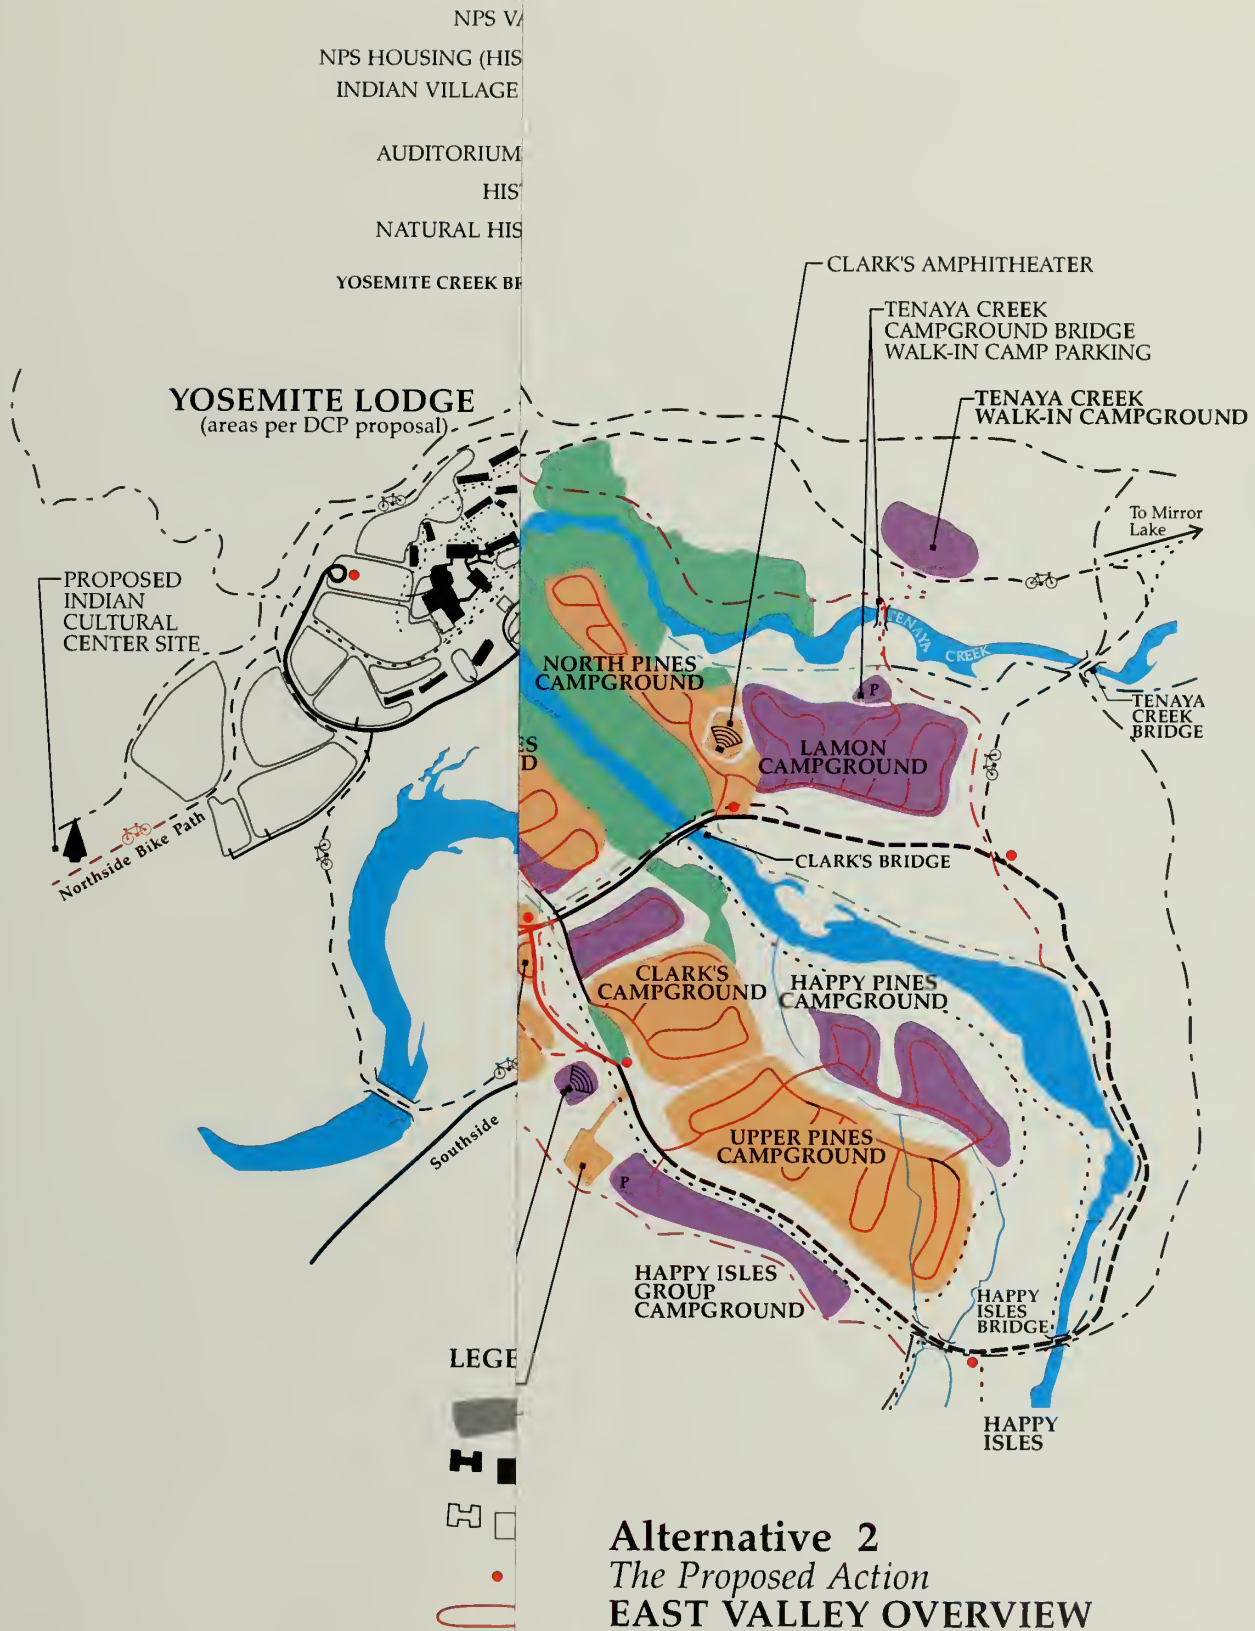 NPS VA
NPS HOUSING (HIS
INDIAN VILLAGE
AUDITORIUM
HIST
NATURAL HIS
YOSEMITE CREEK BR
CLARK'S AMPHITHEATER
TENAYA CREEK
CAMPGROUND BRIDGE
WALK-IN CAMP PARKING
TENAYA CREEK
WALK-IN CAMPGROUND
YOSEMITE LODGE
(areas per DCP proposal)
To Mirror
Lake
PROPOSED
INDIAN
CULTURAL
CENTER SITE
TENAYA
CREEK
NORTH PINES
CAMPGROUND
P
TENAYA
CREEK
BRIDGE
ES
D
LAMON
CAMPGROUND
Northside Bike Path
CLARK'S BRIDGE
CLARK'S
CAMPGROUND
HAPPY PINES
CAMPGROUND
Southside
UPPER PINES
CAMPGROUND
P
HAPPY ISLES
GROUP
CAMPGROUND
HAPPY
ISLES
BRIDGE
LEGE
HAPPY
ISLES
Alternative 2
The Proposed Action
EAST VALLEY OVERVIEW